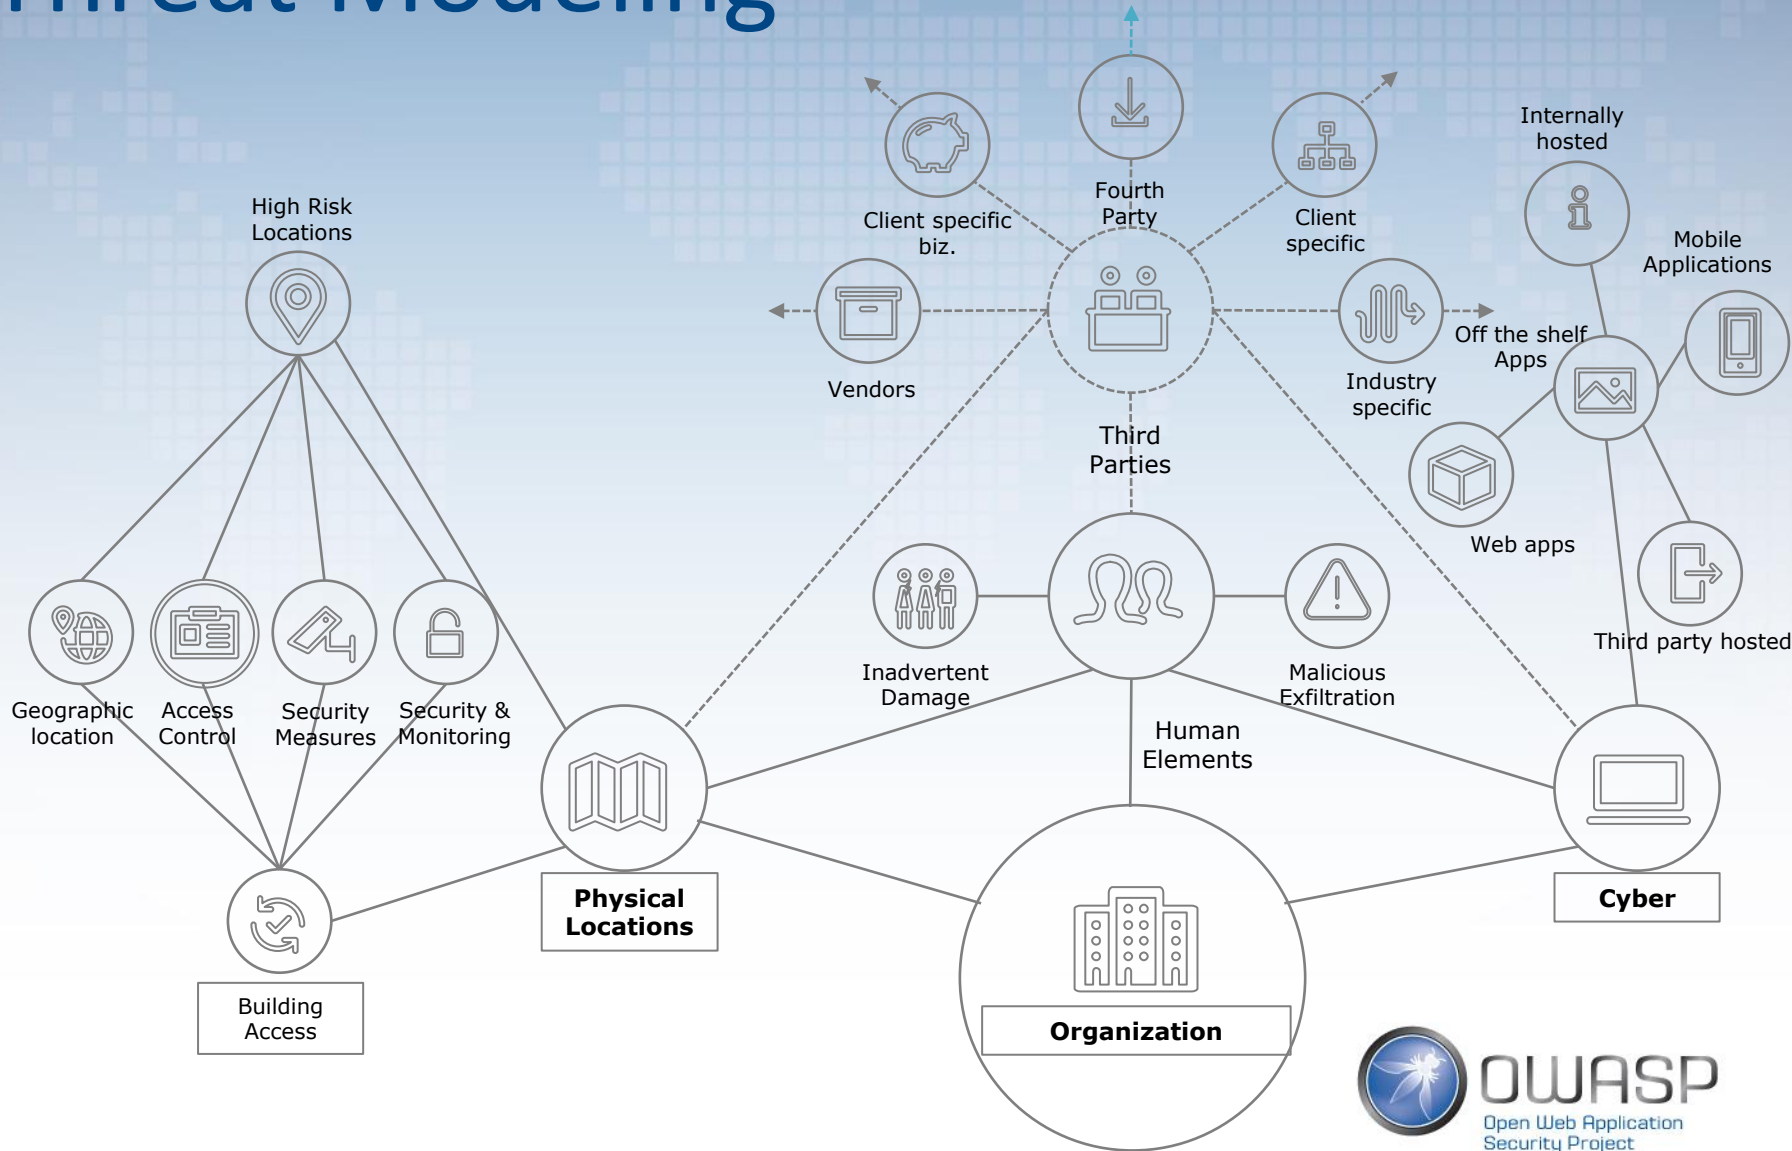 Threat Modeling
High Risk
Locations
Client specific
biz.
Fourth
Party
Client
specific
Internally
hosted
Mobile
Applications
Vendors
Industry
specific
Off the shelf
Apps
Third
Parties
Web apps
Third party hosted
Inadvertent
Damage
Malicious
Exfiltration
Human
Elements
Geographic
location
Access
Control
Security
Measures
Security &
Monitoring
Physical
Locations
Cyber
Building
Access
Organization
OWASP
Open Web Application
Security Project